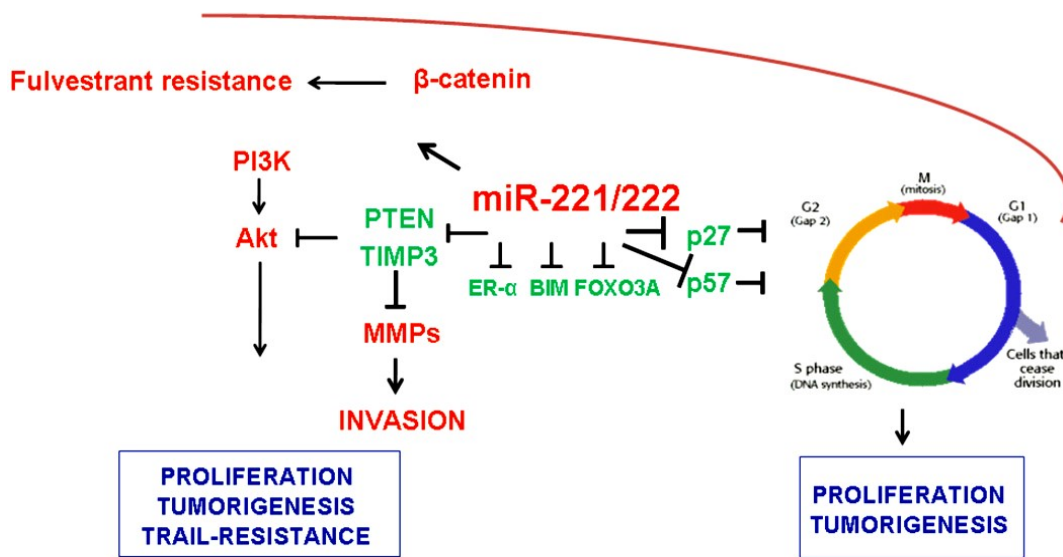 Fulvestrant resistance
β-catenin
PI3K
Akt
PTEN
TIMP3
miR-221/222
ER-α
BIM
FOXO3A
p27
p57
MMPs
INVASION
PROLIFERATION
TUMORIGENESIS
TRAIL-RESISTANCE
M
(mitosis)
G2
(Gap 2)
G1
(Gap 1)
S phase
(DNA synthesis)
Cells that
cease
division
PROLIFERATION
TUMORIGENESIS